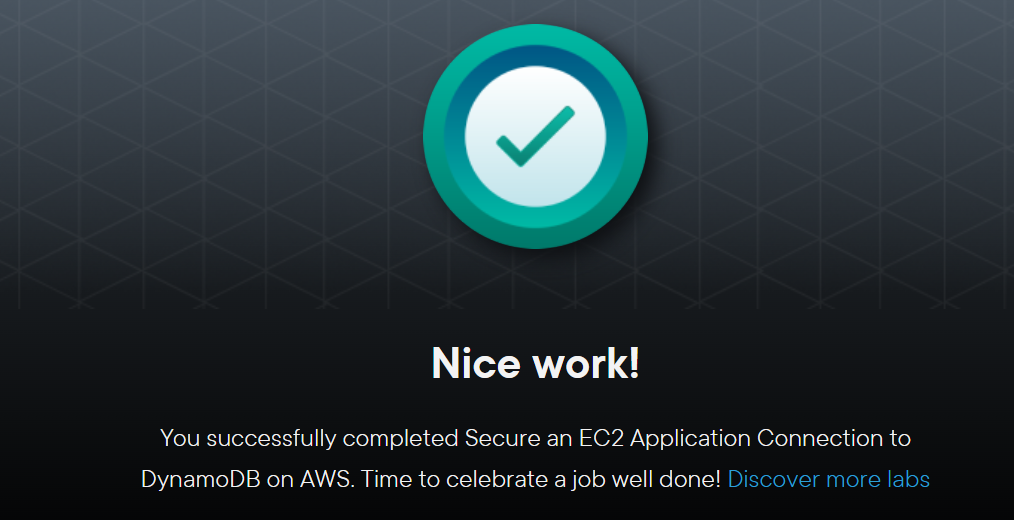 Nice work!
You successfully completed Secure an EC2 Application Connection to
DynamoDB on AWS. Time to celebrate a job well done! Discover more labs